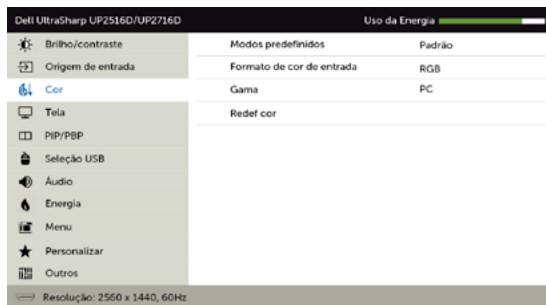 Dell UltraSharp UP2516D/UP2716D Uso da Energia
Brilho/contraste Modos predefinidos Padrão
Origem de entrada Formato de cor de entrada RGB
Cor Gama PC
Tela Redef cor
PIP/PBP
Seleção USB
Áudio
Energia
Menu
Personalizar
Outros
Resolução: 2560 x 1440, 60Hz